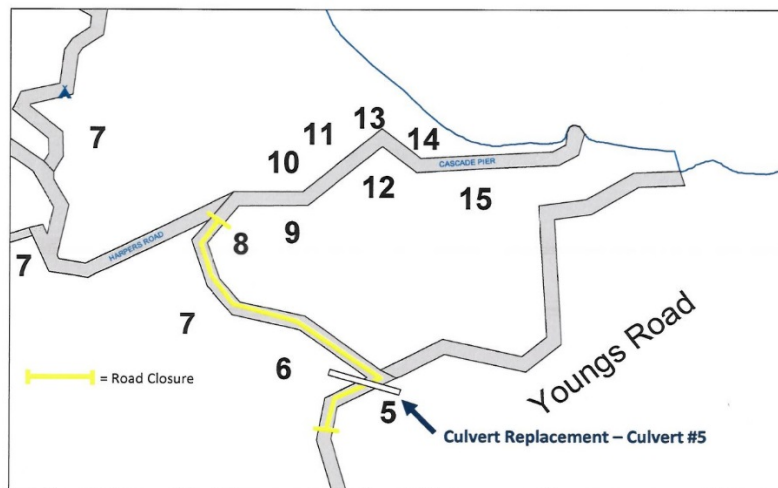 13
11
14
7
10
CASCADE PIER
12
15
9
HARPERS ROAD
8
7
7
Youngs Road
6
= Road Closure
5
Culvert Replacement – Culvert #5